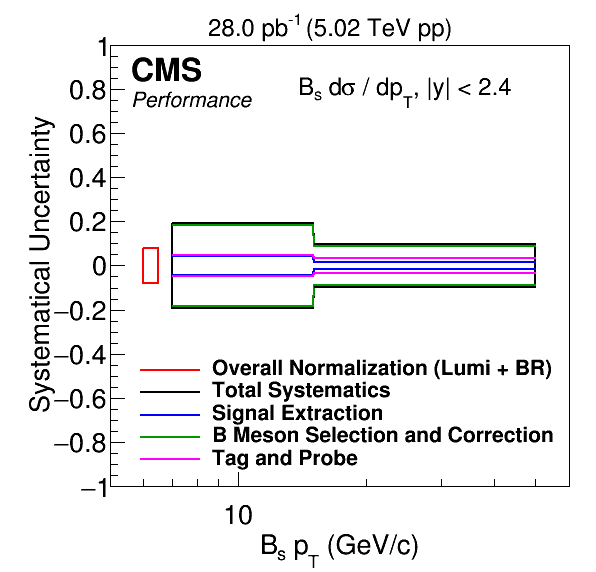 28.0 pb⁻¹ (5.02 TeV pp)
CMS
Performance
Bₛ dσ / dp_T, |y| < 2.4
Systematical Uncertainty
1
0.8
0.6
0.4
0.2
0
−0.2
−0.4
−0.6
−0.8
−1
Overall Normalization (Lumi + BR)
Total Systematics
Signal Extraction
B Meson Selection and Correction
Tag and Probe
10
Bₛ p_T (GeV/c)